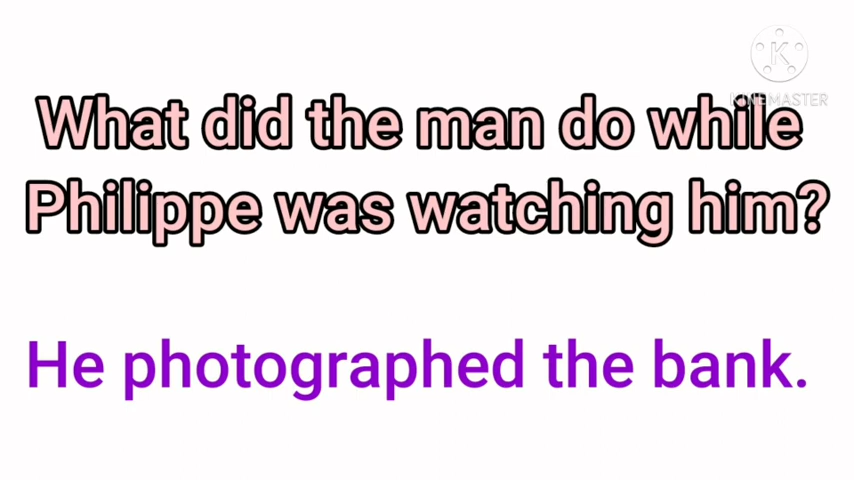 KINEMASTER
What did the man do while
Philippe was watching him?
He photographed the bank.